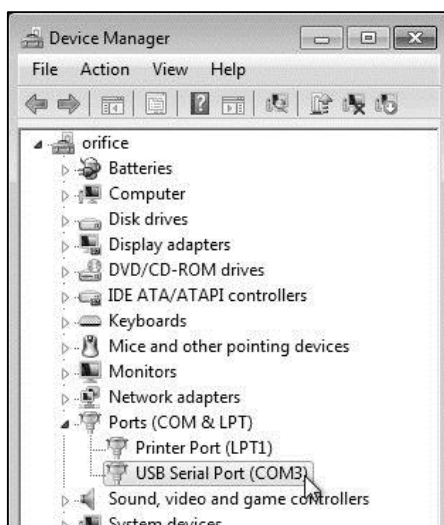 Device Manager
File Action View Help
orifice
Batteries
Computer
Disk drives
Display adapters
DVD/CD-ROM drives
IDE ATA/ATAPI controllers
Keyboards
Mice and other pointing devices
Monitors
Network adapters
Ports (COM & LPT)
Printer Port (LPT1)
USB Serial Port (COM3)
Sound, video and game controllers
System devices